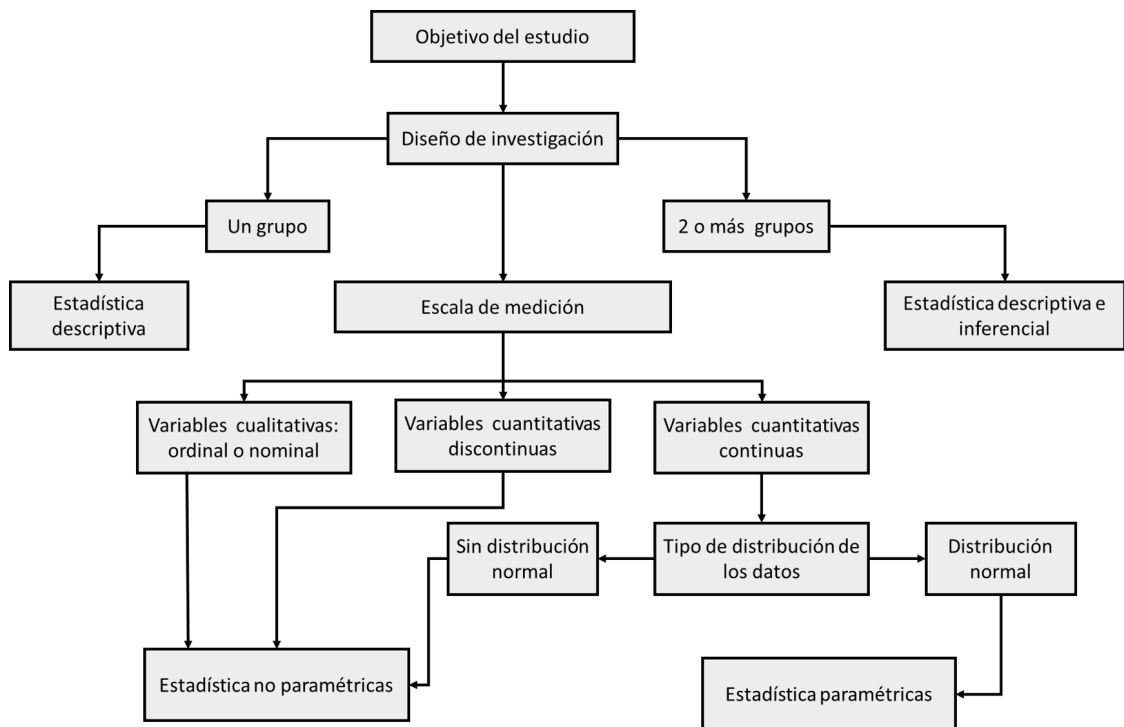 Objetivo del estudio
Diseño de investigación
Un grupo
2 o más grupos
Estadística
descriptiva
Escala de medición
Estadística descriptiva e
inferencial
Variables cualitativas:
ordinal o nominal
Variables cuantitativas
discontinuas
Variables cuantitativas
continuas
Sin distribución
normal
Tipo de distribución de
los datos
Distribución
normal
Estadística no paramétricas
Estadística paramétricas